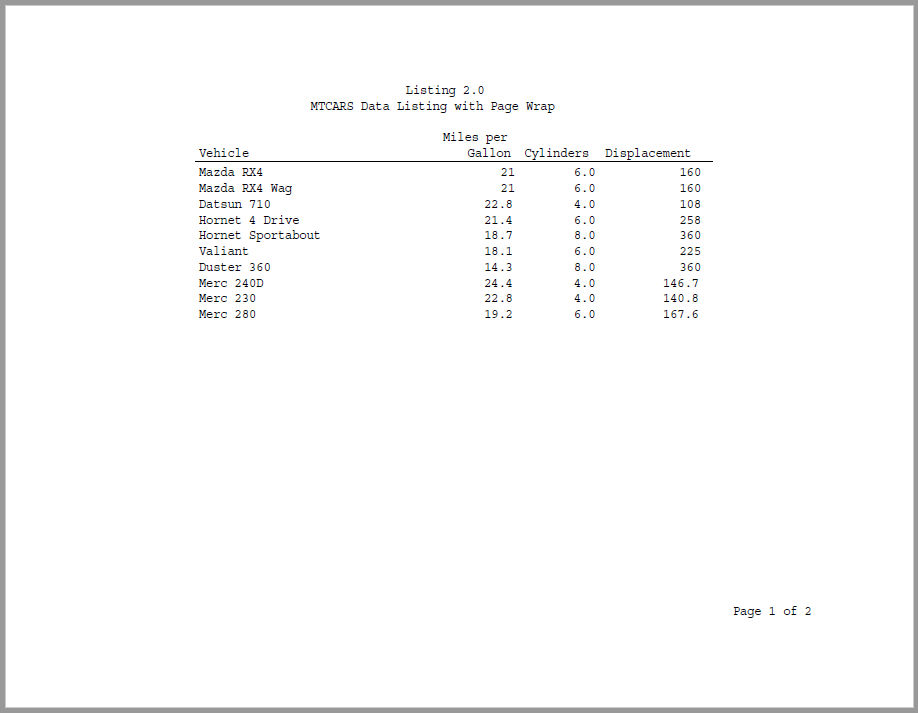 Listing 2.0
MTCARS Data Listing with Page Wrap
Miles per
Vehicle Gallon Cylinders Displacement
Mazda RX4 21 6.0 160
Mazda RX4 Wag 21 6.0 160
Datsun 710 22.8 4.0 108
Hornet 4 Drive 21.4 6.0 258
Hornet Sportabout 18.7 8.0 360
Valiant 18.1 6.0 225
Duster 360 14.3 8.0 360
Merc 240D 24.4 4.0 146.7
Merc 230 22.8 4.0 140.8
Merc 280 19.2 6.0 167.6
Page 1 of 2